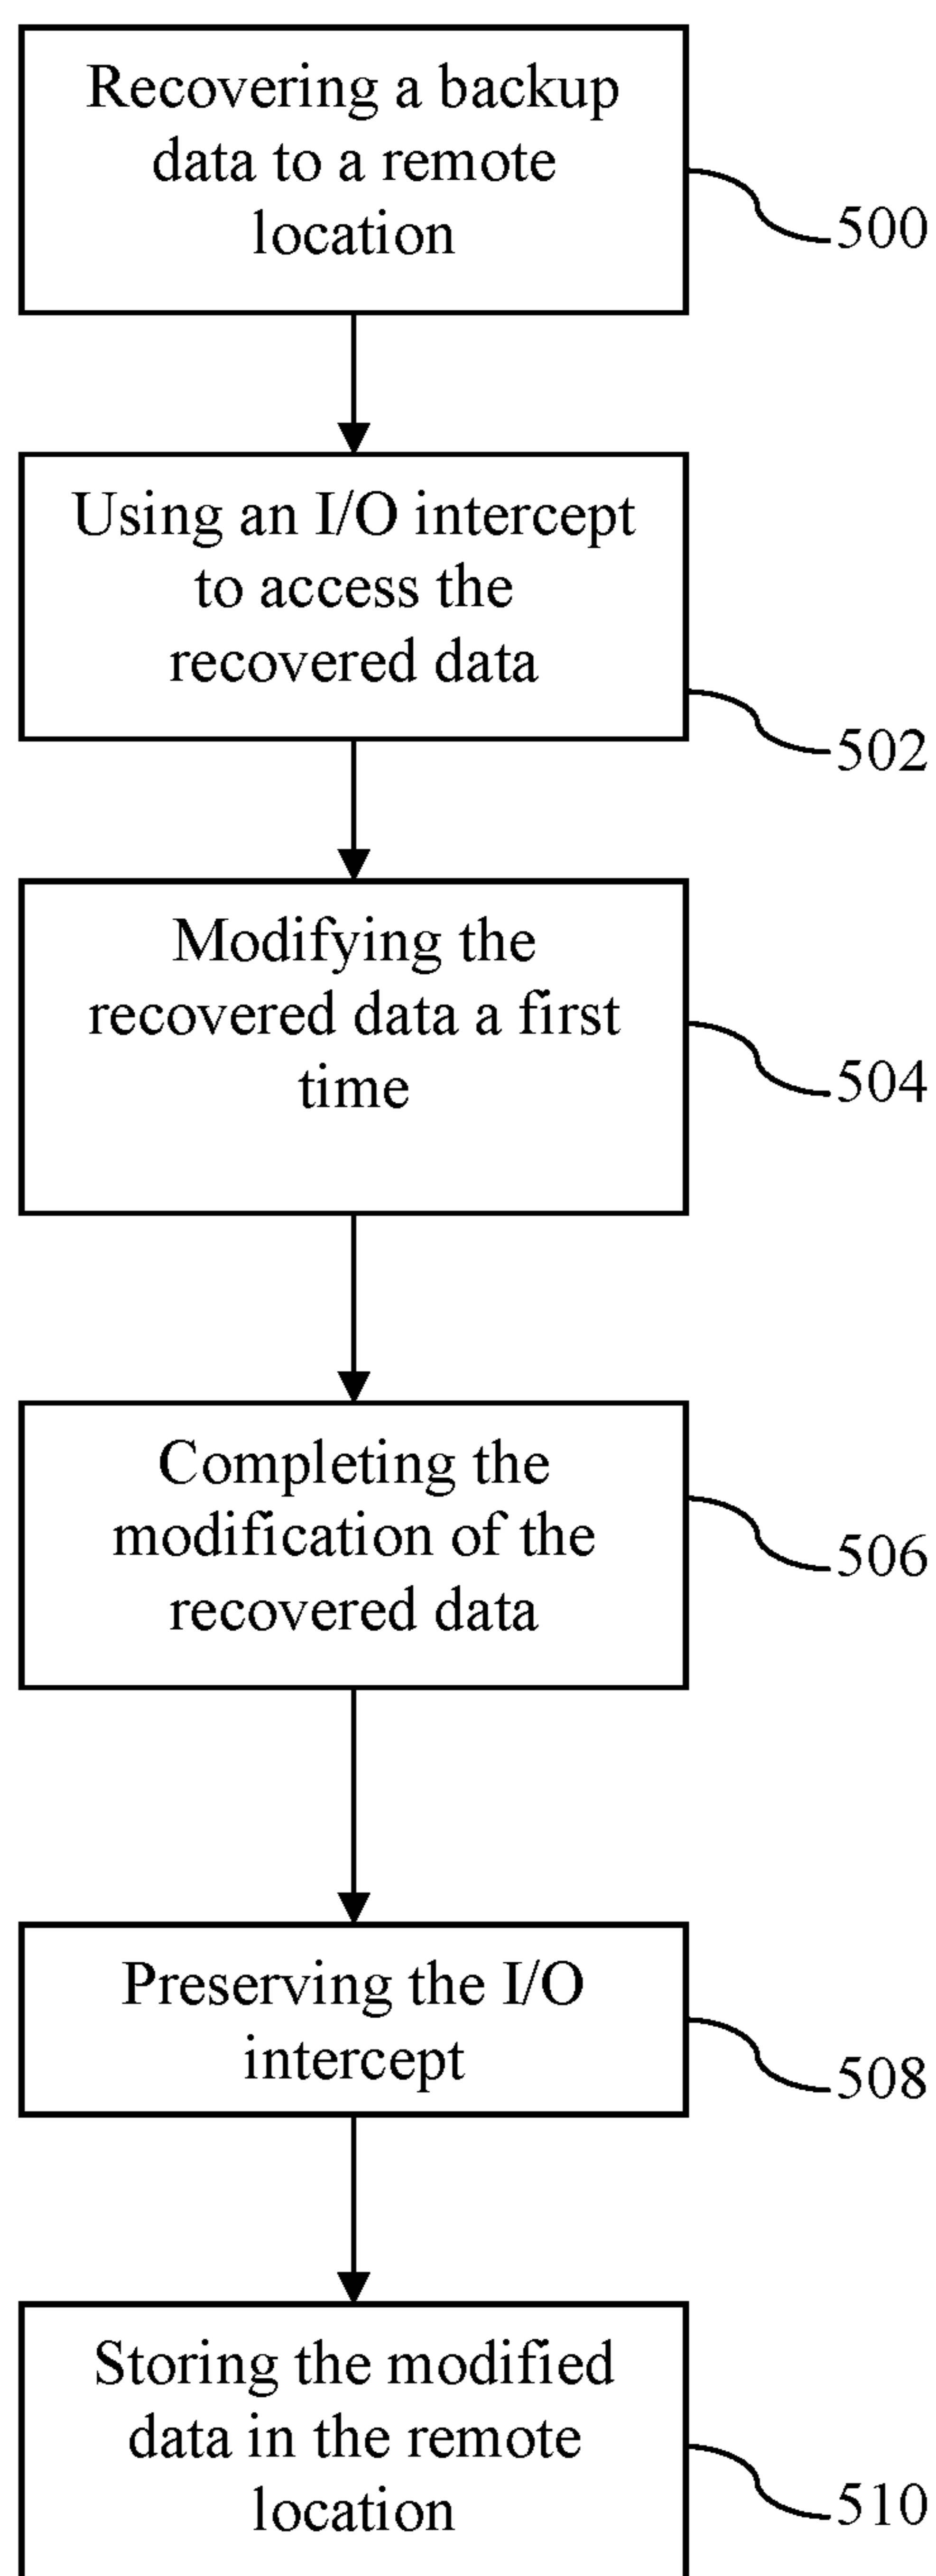 Recovering a backup
data to a remote
location
500
Using an I/O intercept
to access the
recovered data
502
Modifying the
recovered data a first
time
504
Completing the
modification of the
recovered data
506
Preserving the I/O
intercept
508
Storing the modified
data in the remote
location
510